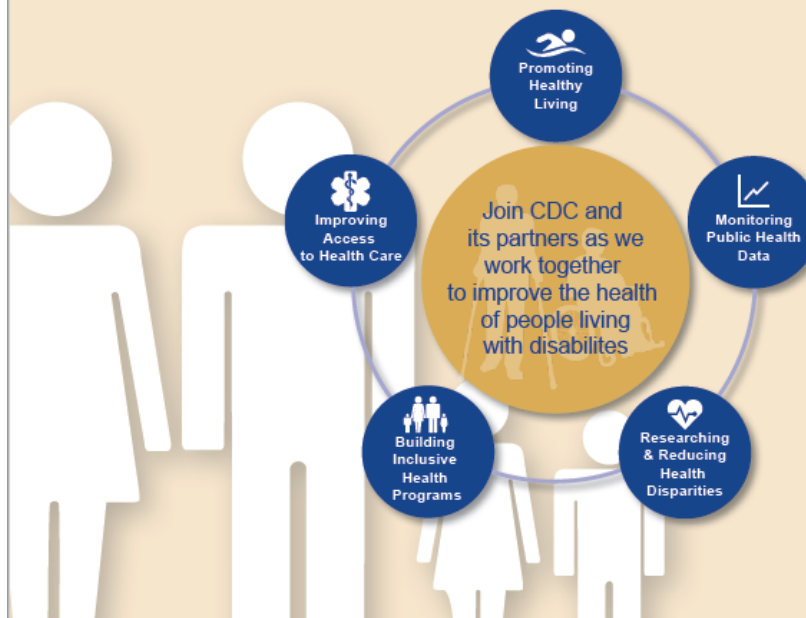 Promoting
Healthy
Living
Improving
Access
to Health Care
Join CDC and
its partners as we
work together
to improve the health
of people living
with disabilites
Monitoring
Public Health
Data
Building
Inclusive
Health
Programs
Researching
& Reducing
Health
Disparities